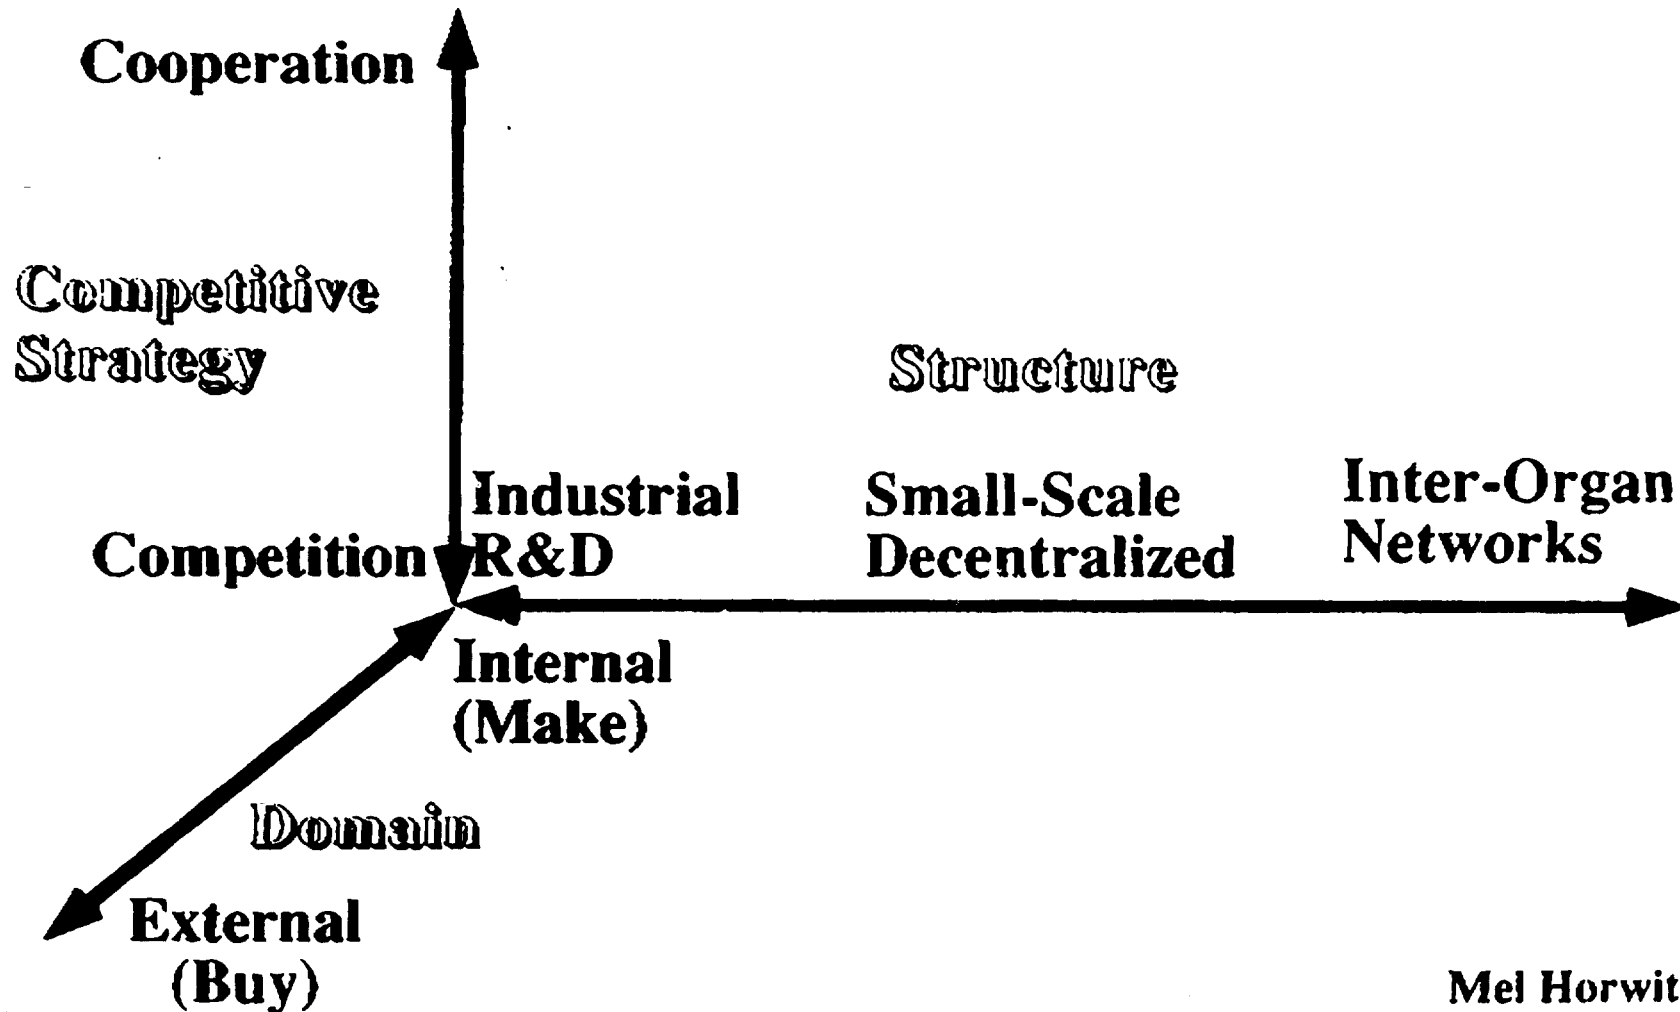 Cooperation
Competitive
Strategy
Structure
Industrial
R&D
Small-Scale
Decentralized
Inter-Organ
Networks
Competition
Internal
(Make)
Domain
External
(Buy)
Mel Horwit